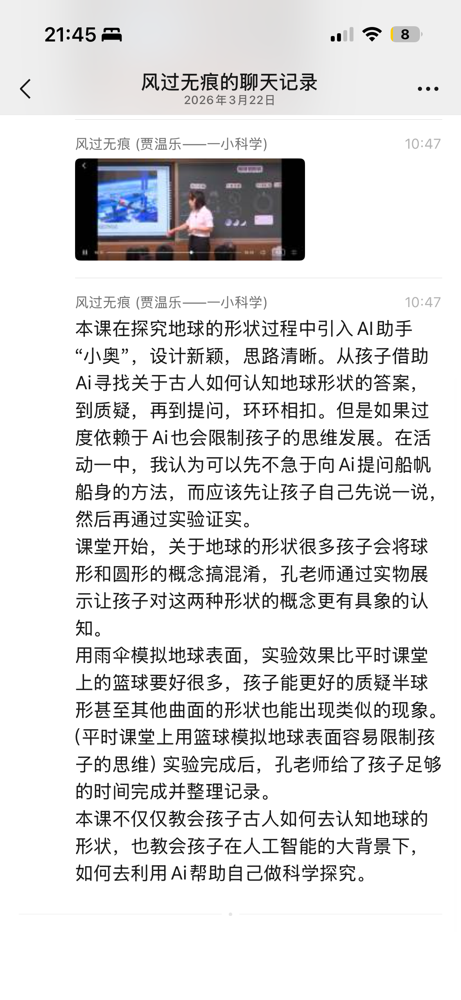 21:45
8
风过无痕的聊天记录
2026年3月22日
风过无痕 (贾温乐——一小科学)
10:47
风过无痕 (贾温乐——一小科学)
10:47
本课在探究地球的形状过程中引入AI助手
“小奥”，设计新颖，思路清晰。从孩子借助
Ai寻找关于古人如何认知地球形状的答案，
到质疑，再到提问，环环相扣。但是如果过
度依赖于Ai也会限制孩子的思维发展。在活
动一中，我认为可以先不急于向Ai提问船帆
船身的方法，而应该先让孩子自己先说一说，
然后再通过实验证实。
课堂开始，关于地球的形状很多孩子会将球
形和圆形的概念搞混淆，孔老师通过实物展
示让孩子对这两种形状的概念更有具象的认
知。
用雨伞模拟地球表面，实验效果比平时课堂
上的篮球要好很多，孩子能更好的质疑半球
形甚至其他曲面的形状也能出现类似的现象。
(平时课堂上用篮球模拟地球表面容易限制孩
子的思维) 实验完成后，孔老师给了孩子足够
的时间完成并整理记录。
本课不仅仅教会孩子古人如何去认知地球的
形状，也教会孩子在人工智能的大背景下，
如何去利用Ai帮助自己做科学探究。